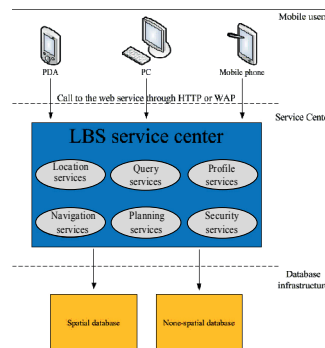 Mobile user
PDA
PC
Mobile phone
Call to the web service through HTTP or WAP
Service Cente
LBS service center
Location
services
Query
services
Profile
services
Navigation
services
Planning
services
Security
services
Database
infrastructure
Spatial database
None-spatial database